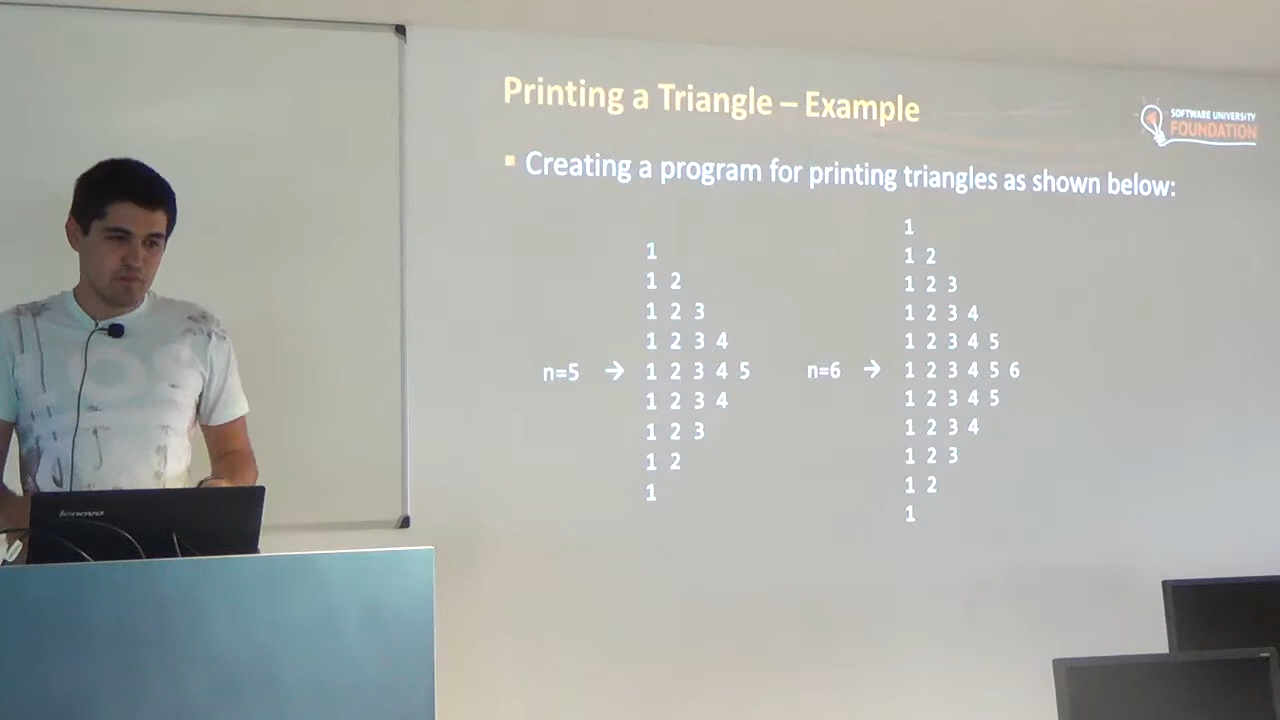 Printing a Triangle – Example
SOFTWARE UNIVERSITY
FOUNDATION
▪ Creating a program for printing triangles as shown below:
n=5 →
1
1 2
1 2 3
1 2 3 4
1 2 3 4 5
1 2 3 4
1 2 3
1 2
1
n=6 →
1
1 2
1 2 3
1 2 3 4
1 2 3 4 5
1 2 3 4 5 6
1 2 3 4 5
1 2 3 4
1 2 3
1 2
1
lenovo